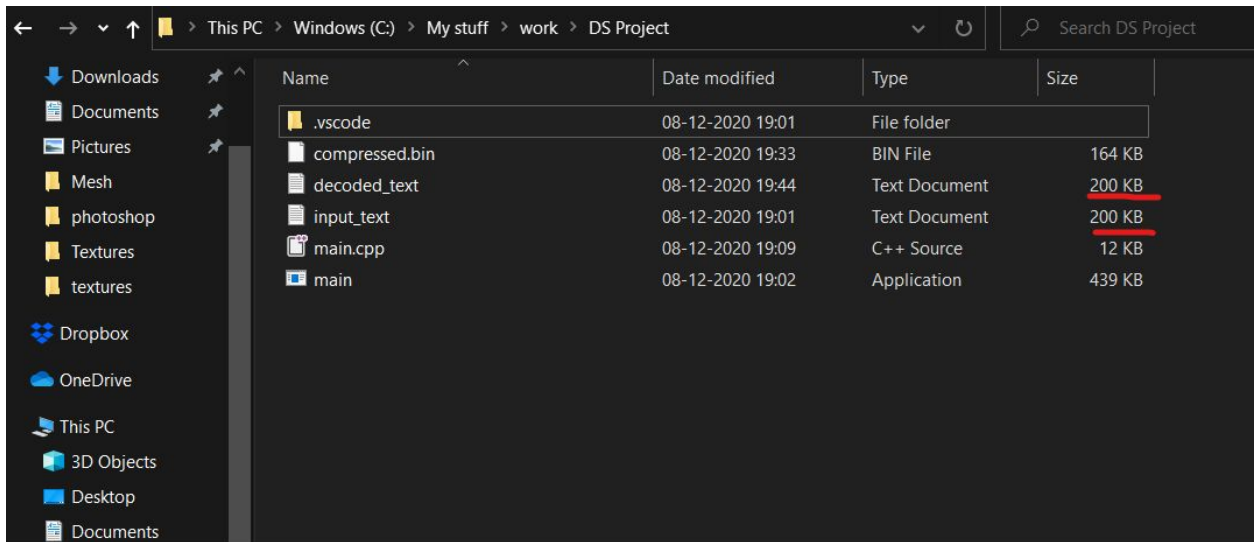 This PC > Windows (C:) > My stuff > work > DS Project Search DS Project
Downloads
Documents
Pictures
Mesh
photoshop
Textures
textures
Dropbox
OneDrive
This PC
3D Objects
Desktop
Documents
Name Date modified Type Size
.vscode 08-12-2020 19:01 File folder
compressed.bin 08-12-2020 19:33 BIN File 164 KB
decoded_text 08-12-2020 19:44 Text Document 200 KB
input_text 08-12-2020 19:01 Text Document 200 KB
main.cpp 08-12-2020 19:09 C++ Source 12 KB
main 08-12-2020 19:02 Application 439 KB